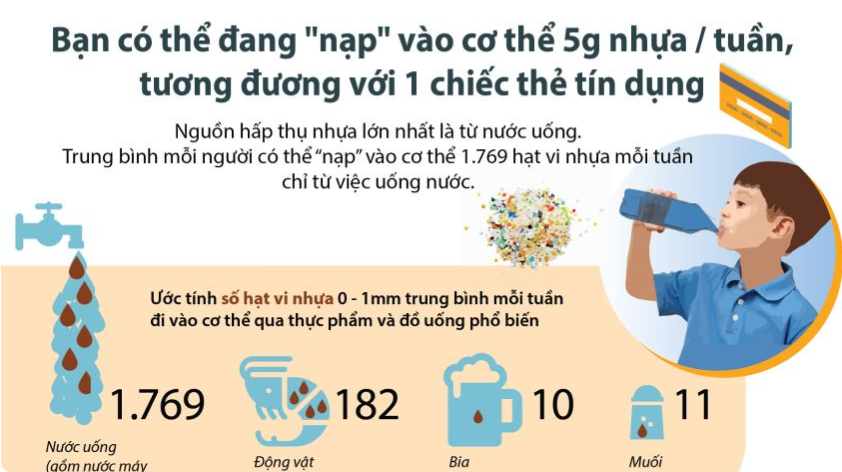 Bạn có thể đang "nạp" vào cơ thể 5g nhựa / tuần,
tương đương với 1 chiếc thẻ tín dụng
Nguồn hấp thụ nhựa lớn nhất là từ nước uống.
Trung bình mỗi người có thể “nạp” vào cơ thể 1.769 hạt vi nhựa mỗi tuần
chỉ từ việc uống nước.
Ước tính số hạt vi nhựa 0 - 1mm trung bình mỗi tuần
đi vào cơ thể qua thực phẩm và đồ uống phổ biến
1.769
182
10
11
Nước uống
(gồm nước máy
Động vật
Bia
Muối